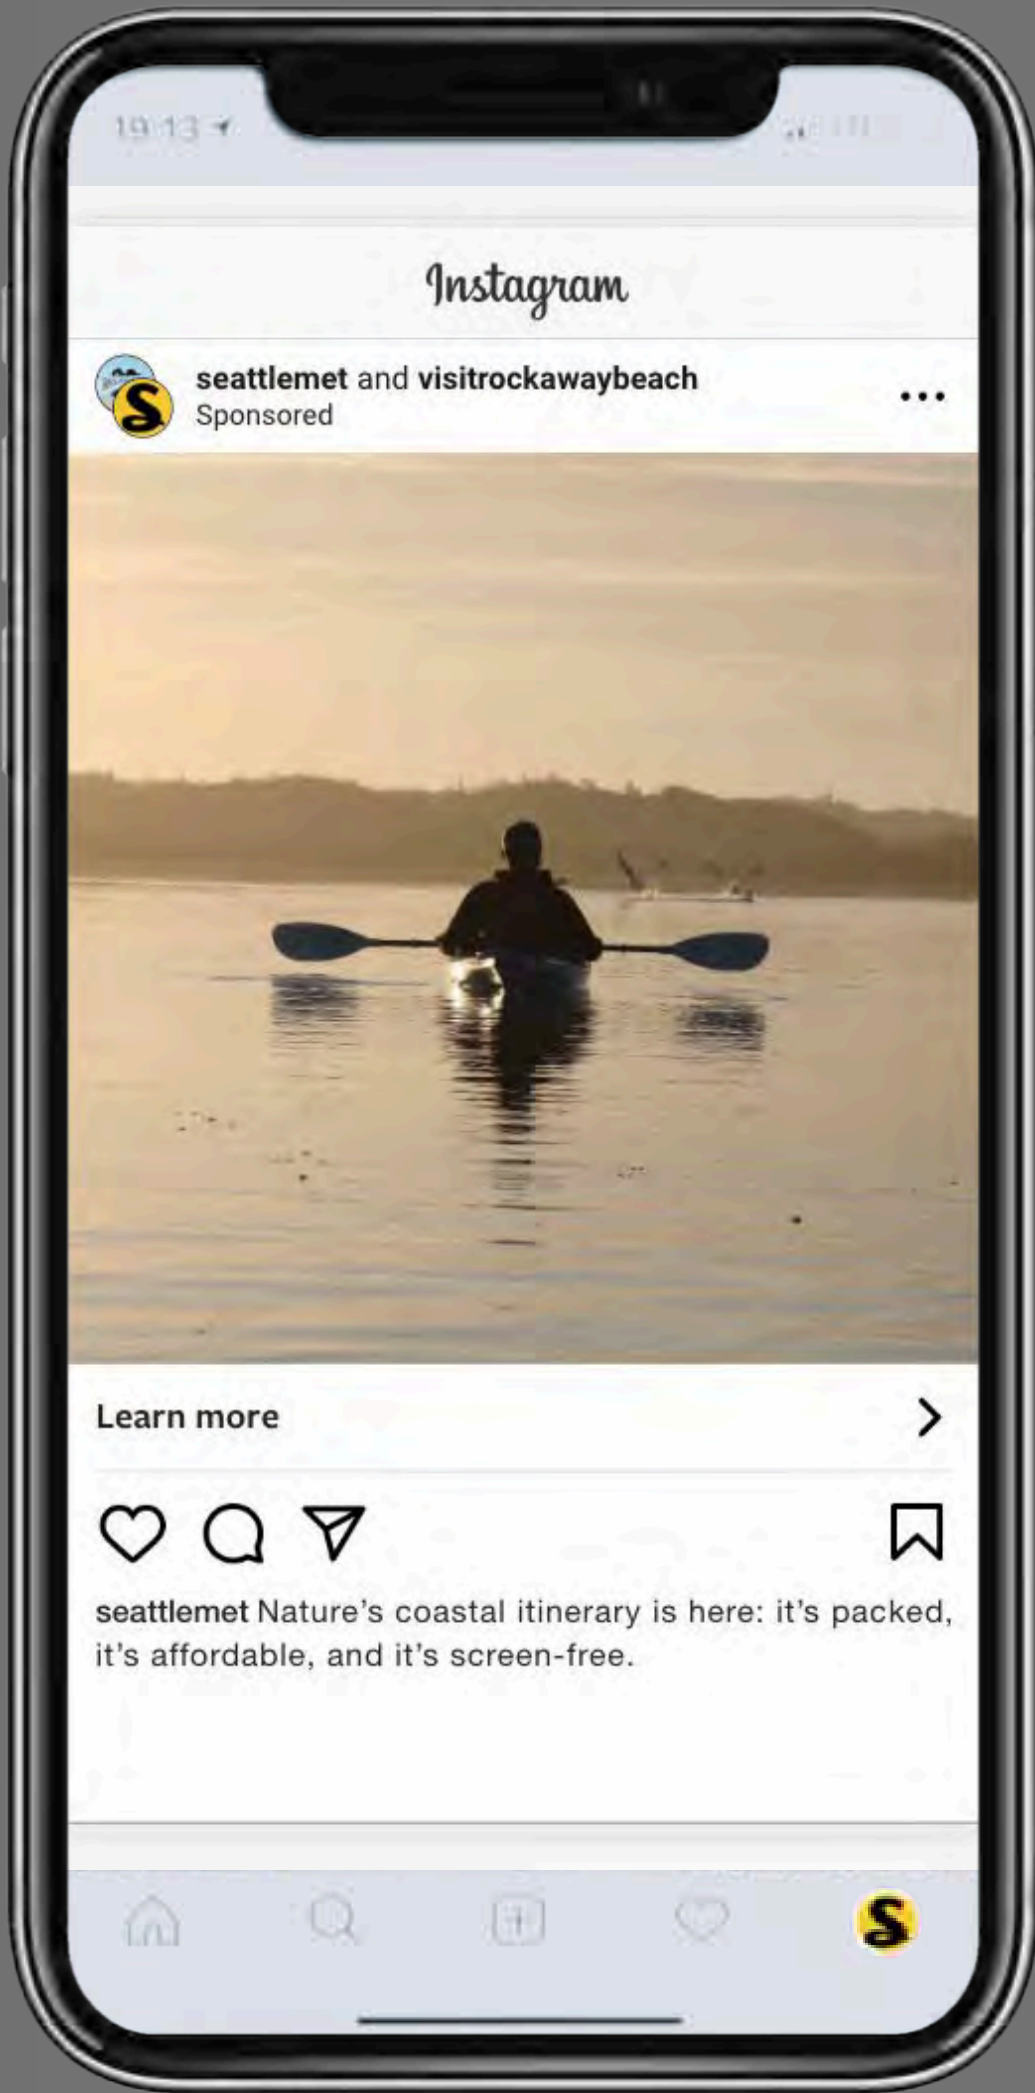 19:13
Instagram
seattlemet and visitrockawaybeach
Sponsored
S
Learn more
seattlemet Nature’s coastal itinerary is here: it’s packed,
it’s affordable, and it’s screen-free.
S